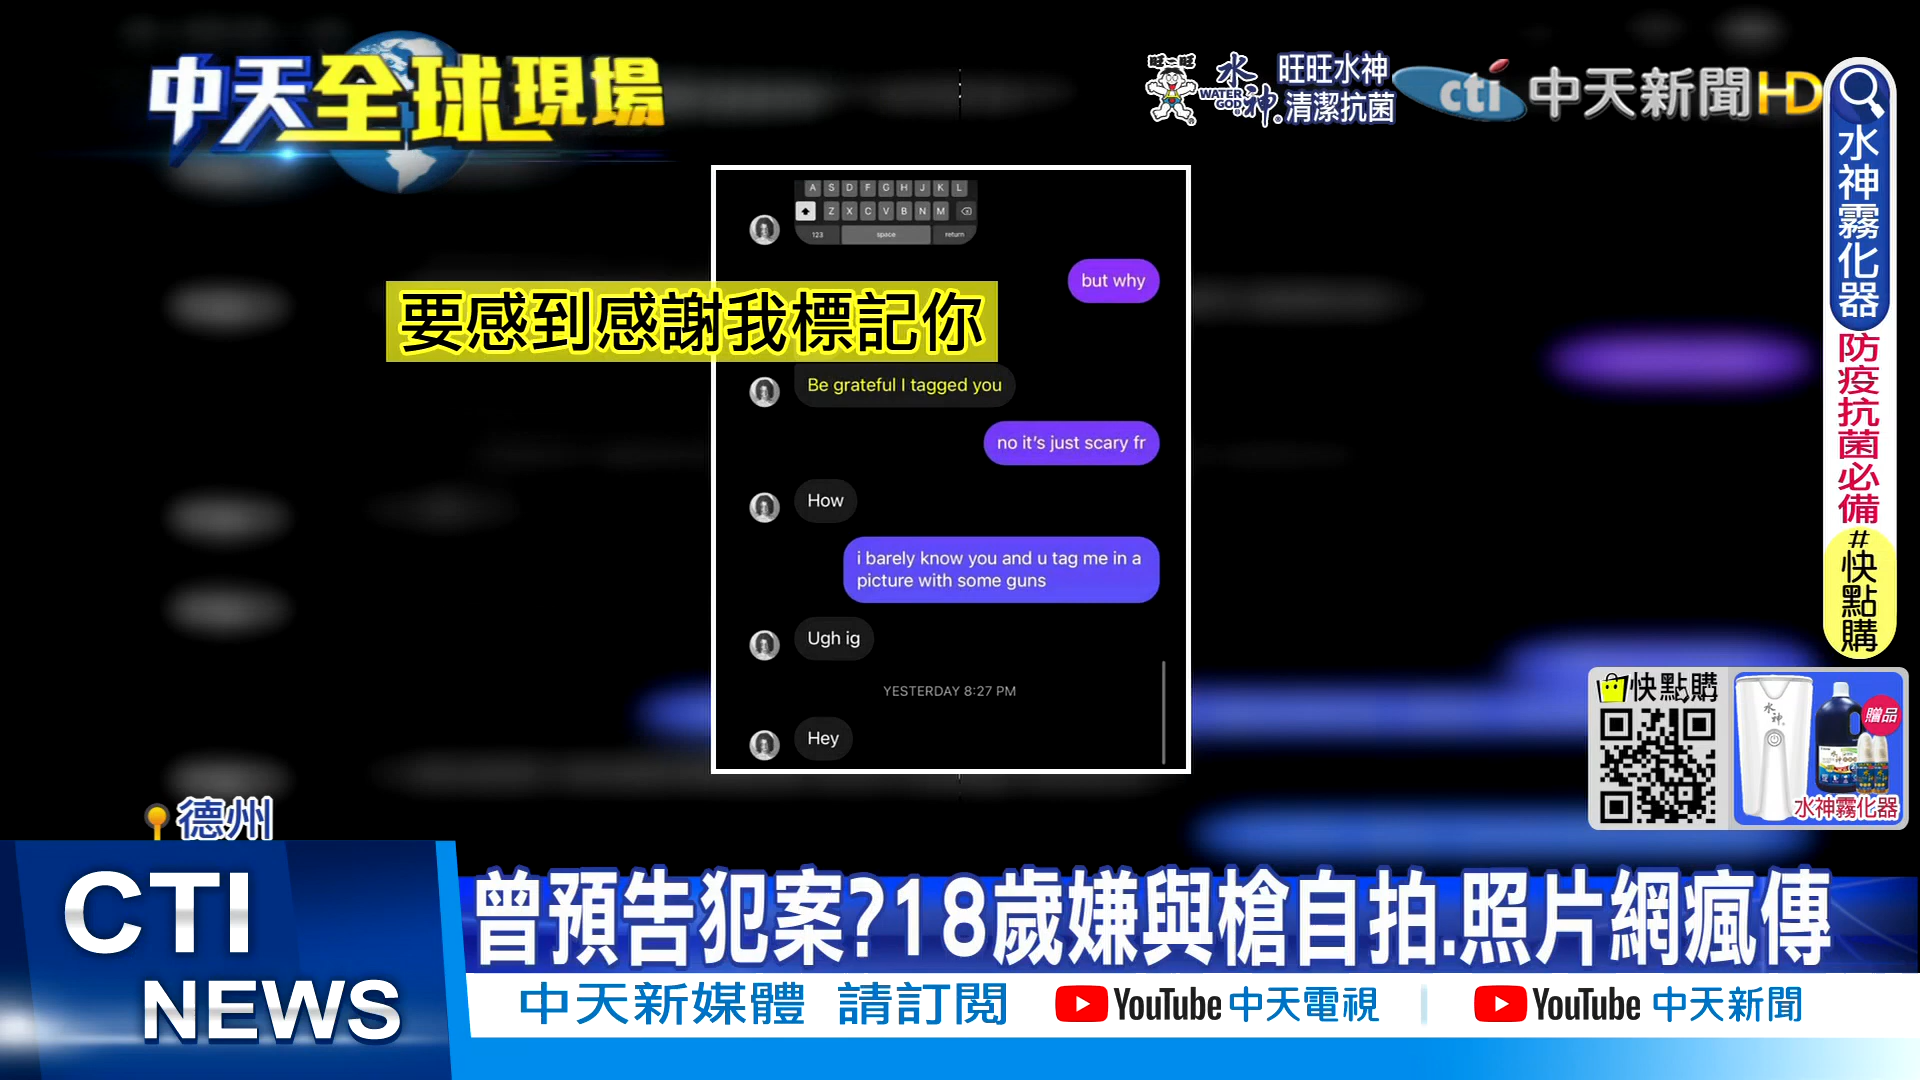 中天全球現場
旺旺
水神
WATER GOD
旺旺水神
清潔抗菌
cti 中天新聞HD
水神霧化器
防疫抗菌必備
#快點購
A S D F G H J K L
Z X C V B N M
123 space return
but why
要感到感謝我標記你
Be grateful I tagged you
no it's just scary fr
How
i barely know you and u tag me in a
picture with some guns
Ugh ig
YESTERDAY 8:27 PM
Hey
快點購
水神
贈品
水神霧化器
德州
CTI
NEWS
曾預告犯案?18歲嫌與槍自拍.照片網瘋傳
中天新媒體 請訂閱 YouTube 中天電視 | YouTube 中天新聞